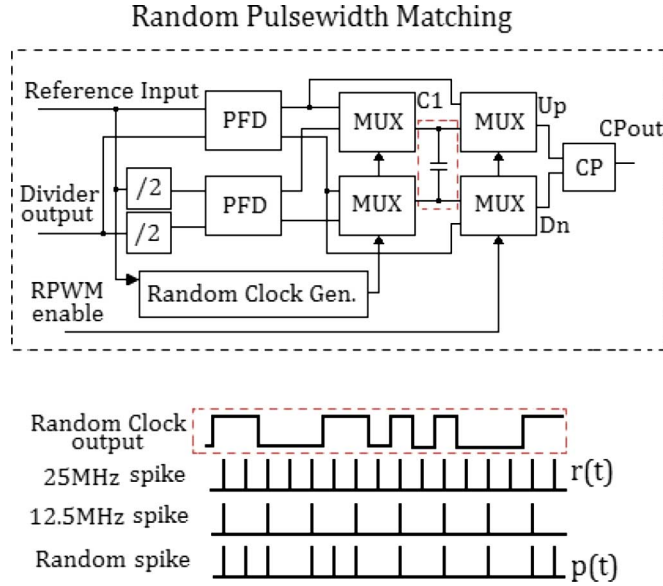 Random Pulsewidth Matching
Reference Input
PFD
MUX
C1
MUX
Up
CPout
CP
Divider
output
/2
/2
PFD
MUX
MUX
Dn
RPWM
enable
Random Clock Gen.
Random Clock
output
25MHz spike
r(t)
12.5MHz spike
Random spike
p(t)